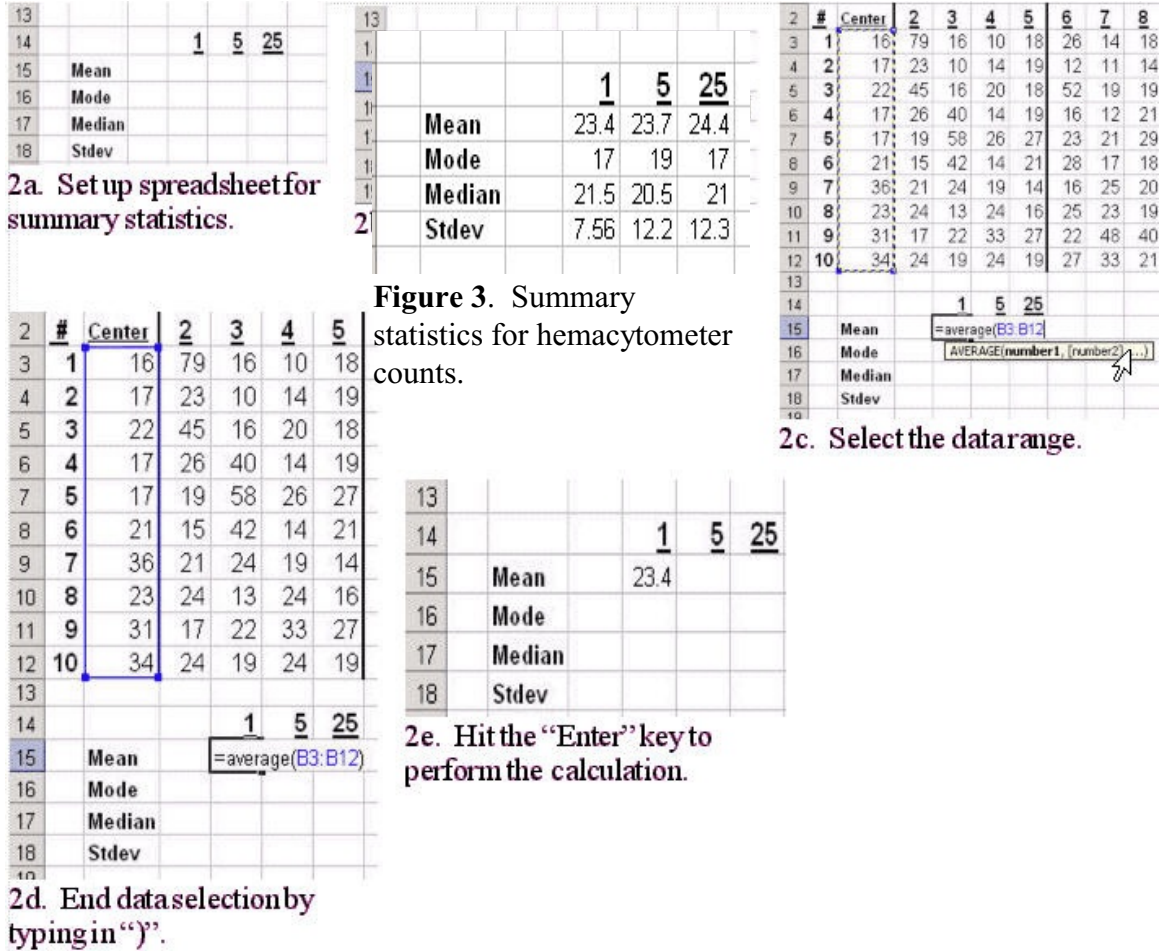 13
14 1 5 25
15 Mean
16 Mode
17 Median
18 Stdev
2a. Set up spreadsheet for
summary statistics.
13
1 5 25
Mean 23.4 23.7 24.4
Mode 17 19 17
Median 21.5 20.5 21
Stdev 7.56 12.2 12.3
2
Figure 3. Summary
statistics for hemacytometer
counts.
2 # Center 2 3 4 5 6 7 8
3 1 16 79 16 10 18 26 14 18
4 2 17 23 10 14 19 12 11 14
5 3 22 45 16 20 18 52 19 19
6 4 17 26 40 14 19 16 12 21
7 5 17 19 58 26 27 23 21 29
8 6 21 15 42 14 21 28 17 18
9 7 36 21 24 19 14 16 25 20
10 8 23 24 13 24 16 25 23 19
11 9 31 17 22 33 27 22 48 40
12 10 34 24 19 24 19 27 33 21
13
14 1 5 25
15 Mean =average(B3:B12
16 Mode AVERAGE(number1, [number2], ...)
17 Median
18 Stdev
19
2c. Select the data range.
2 # Center 2 3 4 5
3 1 16 79 16 10 18
4 2 17 23 10 14 19
5 3 22 45 16 20 18
6 4 17 26 40 14 19
7 5 17 19 58 26 27
8 6 21 15 42 14 21
9 7 36 21 24 19 14
10 8 23 24 13 24 16
11 9 31 17 22 33 27
12 10 34 24 19 24 19
13
14 1 5 25
15 Mean =average(B3:B12)
16 Mode
17 Median
18 Stdev
19
2d. End data selection by
typing in “)”.
13
14 1 5 25
15 Mean 23.4
16 Mode
17 Median
18 Stdev
2e. Hit the “Enter” key to
perform the calculation.